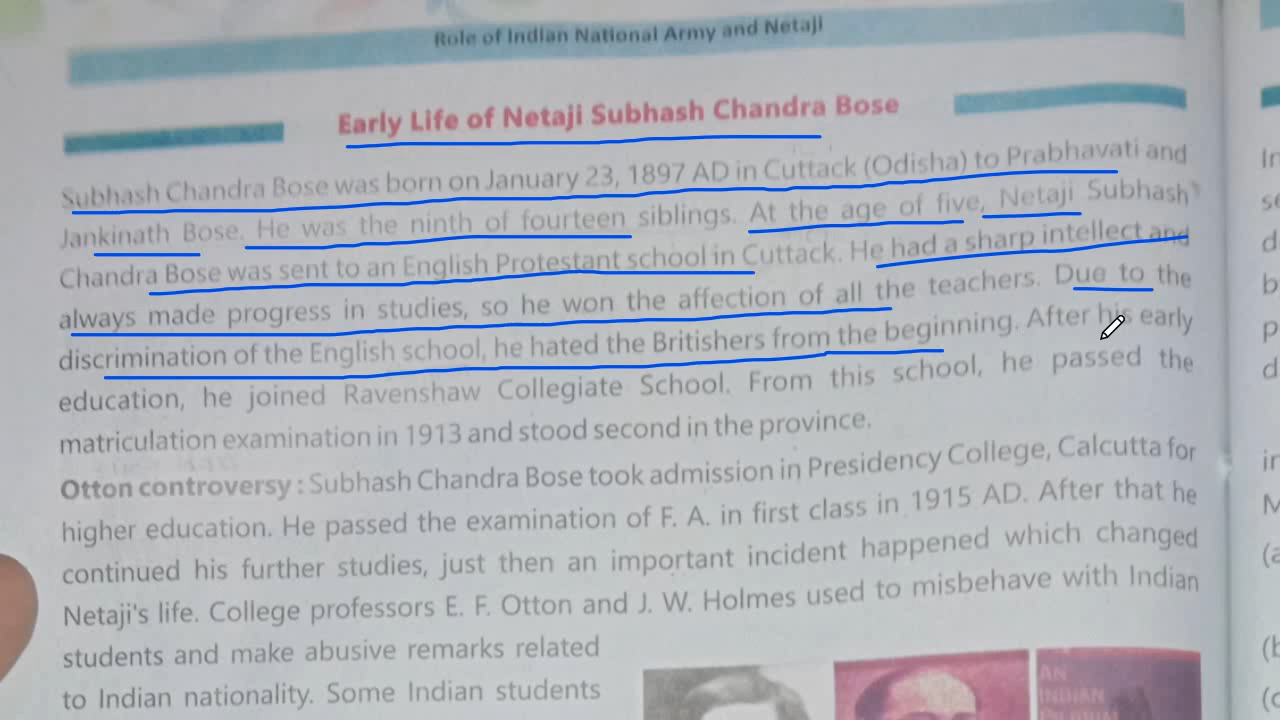 Role of Indian National Army and Netaji
Early Life of Netaji Subhash Chandra Bose
Subhash Chandra Bose was born on January 23, 1897 AD in Cuttack (Odisha) to Prabhavati and
Jankinath Bose. He was the ninth of fourteen siblings. At the age of five, Netaji Subhash
Chandra Bose was sent to an English Protestant school in Cuttack. He had a sharp intellect and
always made progress in studies, so he won the affection of all the teachers. Due to the
discrimination of the English school, he hated the Britishers from the beginning. After his early
education, he joined Ravenshaw Collegiate School. From this school, he passed the
matriculation examination in 1913 and stood second in the province.
Otton controversy : Subhash Chandra Bose took admission in Presidency College, Calcutta for
higher education. He passed the examination of F. A. in first class in 1915 AD. After that he
continued his further studies, just then an important incident happened which changed
Netaji's life. College professors E. F. Otton and J. W. Holmes used to misbehave with Indian
students and make abusive remarks related
to Indian nationality. Some Indian students
AN
INDIAN